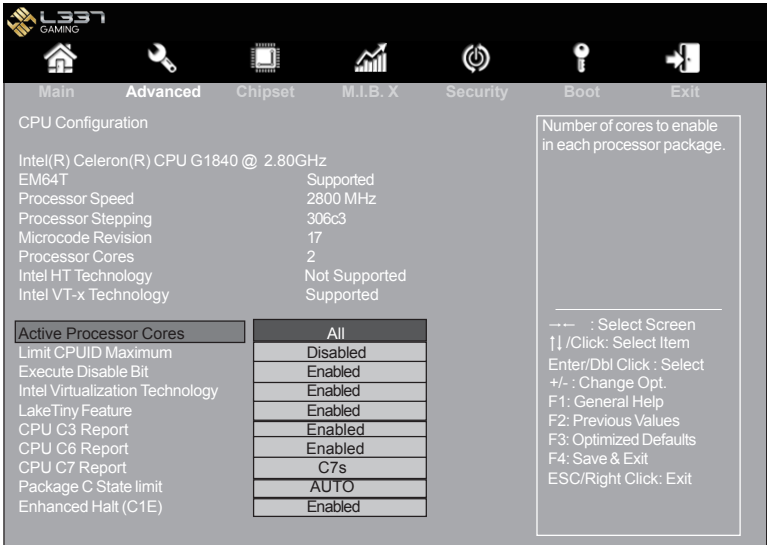 L337
GAMING
Main Advanced Chipset M.I.B. X Security Boot Exit
CPU Configuration
Intel(R) Celeron(R) CPU G1840 @ 2.80GHz
EM64T Supported
Processor Speed 2800 MHz
Processor Stepping 306c3
Microcode Revision 17
Processor Cores 2
Intel HT Technology Not Supported
Intel VT-x Technology Supported
Active Processor Cores All
Limit CPUID Maximum Disabled
Execute Disable Bit Enabled
Intel Virtualization Technology Enabled
LakeTiny Feature Enabled
CPU C3 Report Enabled
CPU C6 Report Enabled
CPU C7 Report C7s
Package C State limit AUTO
Enhanced Halt (C1E) Enabled
Number of cores to enable
in each processor package.
→← : Select Screen
↑↓/Click: Select Item
Enter/Dbl Click : Select
+/- : Change Opt.
F1: General Help
F2: Previous Values
F3: Optimized Defaults
F4: Save & Exit
ESC/Right Click: Exit